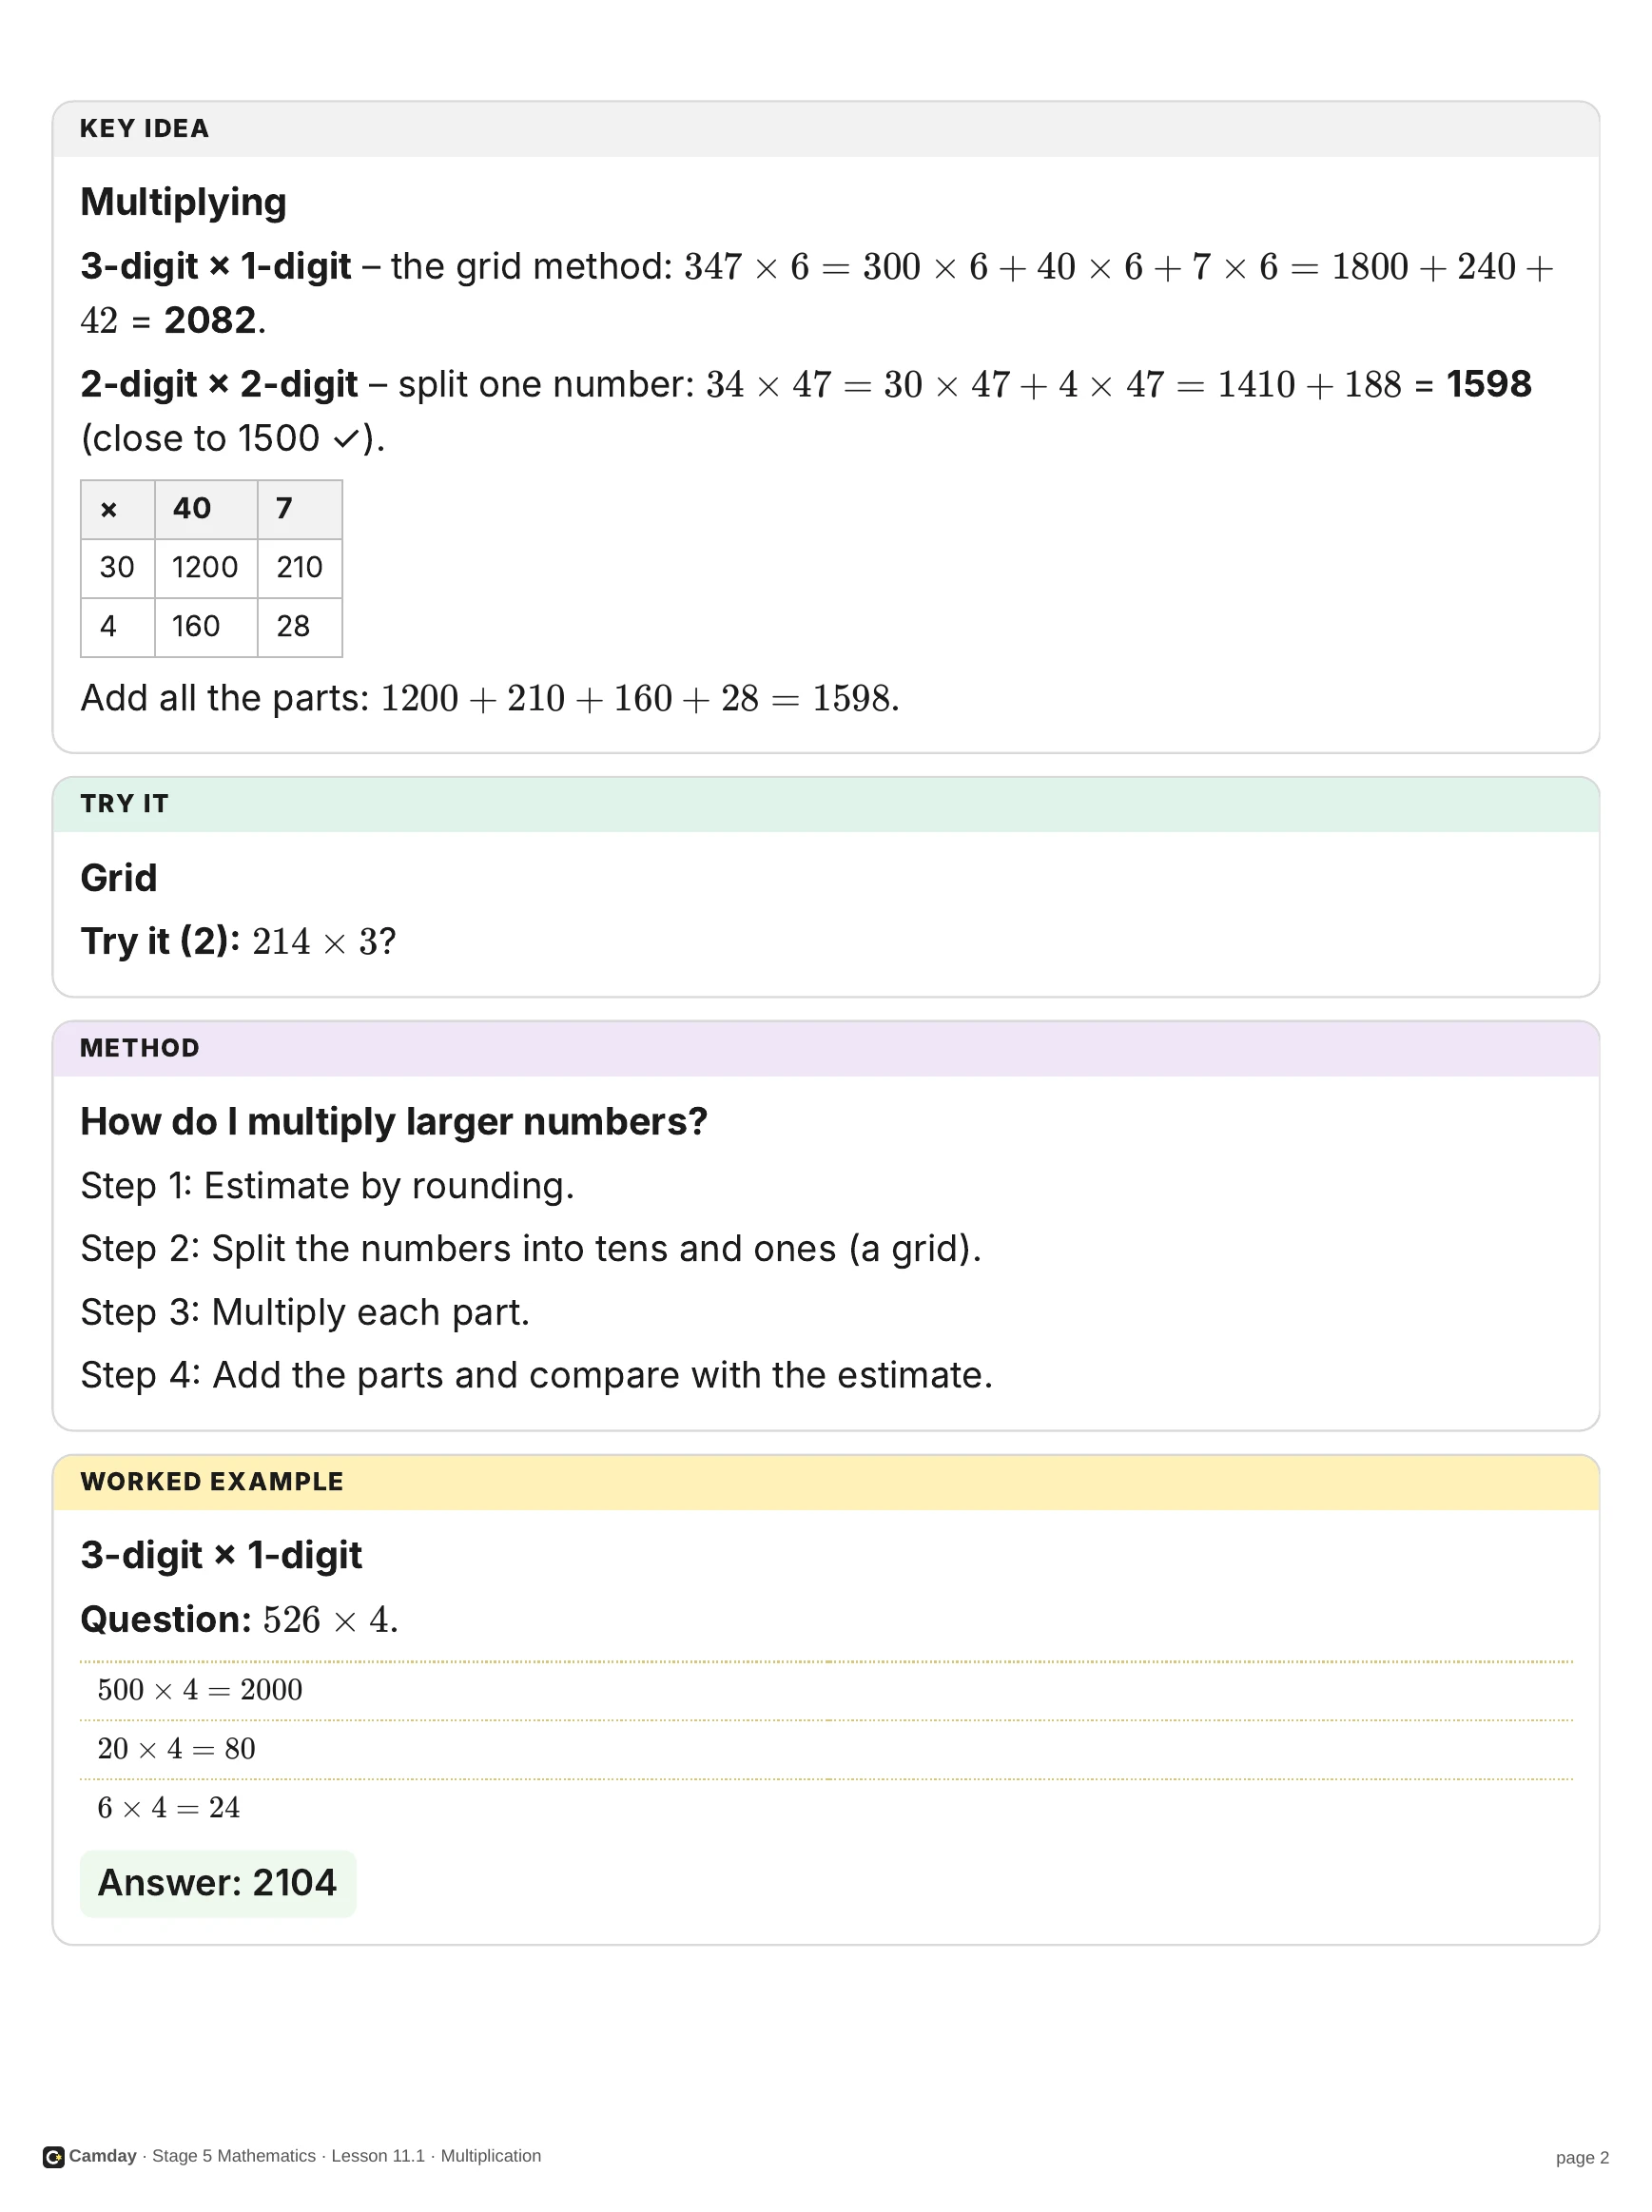 KEY IDEA
Multiplying
3-digit × 1-digit – the grid method: 347 × 6 = 300 × 6 + 40 × 6 + 7 × 6 = 1800 + 240 +
42 = 2082.
2-digit × 2-digit – split one number: 34 × 47 = 30 × 47 + 4 × 47 = 1410 + 188 = 1598
(close to 1500 ✓).
× 40 7
30 1200 210
4 160 28
Add all the parts: 1200 + 210 + 160 + 28 = 1598.
TRY IT
Grid
Try it (2): 214 × 3?
METHOD
How do I multiply larger numbers?
Step 1: Estimate by rounding.
Step 2: Split the numbers into tens and ones (a grid).
Step 3: Multiply each part.
Step 4: Add the parts and compare with the estimate.
WORKED EXAMPLE
3-digit × 1-digit
Question: 526 × 4.
500 × 4 = 2000
20 × 4 = 80
6 × 4 = 24
Answer: 2104
Camday · Stage 5 Mathematics · Lesson 11.1 · Multiplication
page 2